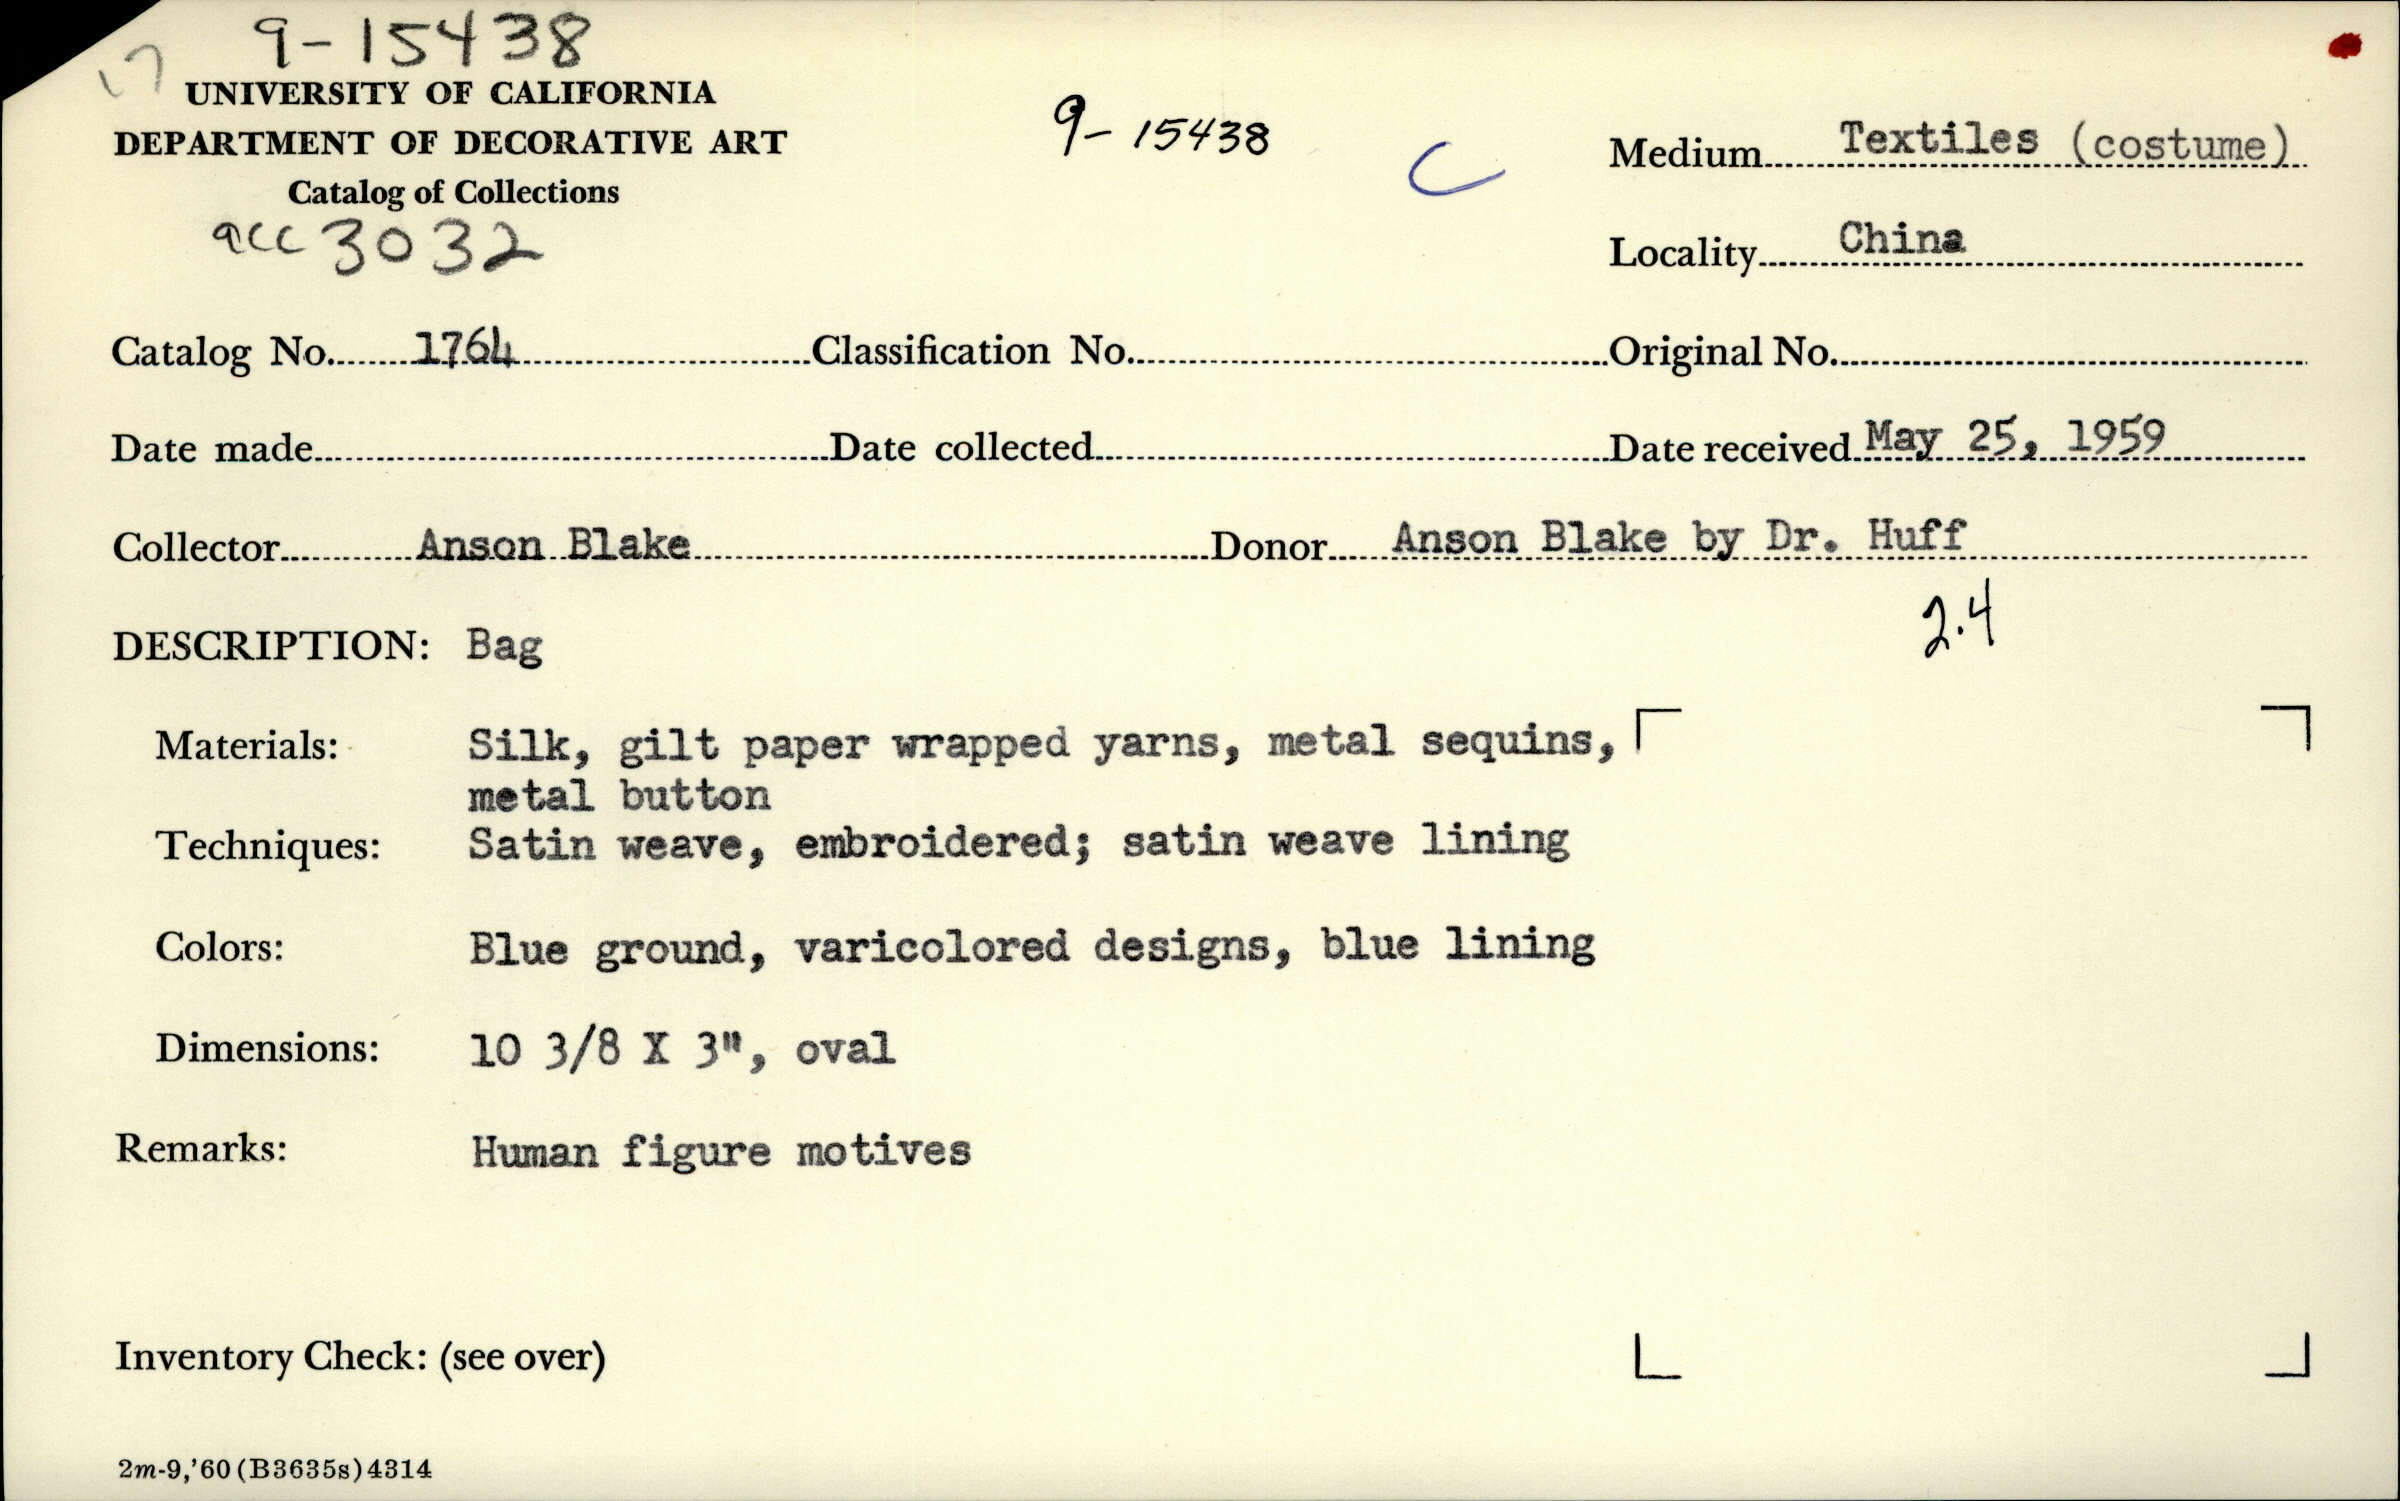 9-15438
17
UNIVERSITY OF CALIFORNIA
DEPARTMENT OF DECORATIVE ART
Catalog of Collections
acc 3032
9-15438
C
Medium Textiles (costume)
Locality China
Catalog No. 1764 Classification No. Original No.
Date made Date collected Date received May 25, 1959
Collector Anson Blake Donor Anson Blake by Dr. Huff
2.4
DESCRIPTION: Bag
Materials: Silk, gilt paper wrapped yarns, metal sequins,
metal button
Techniques: Satin weave, embroidered; satin weave lining
Colors: Blue ground, varicolored designs, blue lining
Dimensions: 10 3/8 X 3", oval
Remarks: Human figure motives
Inventory Check: (see over)
2m-9,'60(B3635s)4314